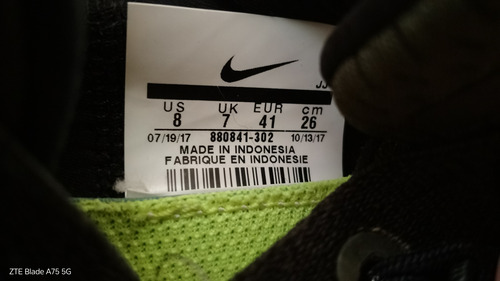 JJ
US UK EUR cm
8 7 41 26
07/19/17 880841-302 10/13/17
MADE IN INDONESIA
FABRIQUE EN INDONESIE
ZTE Blade A75 5G